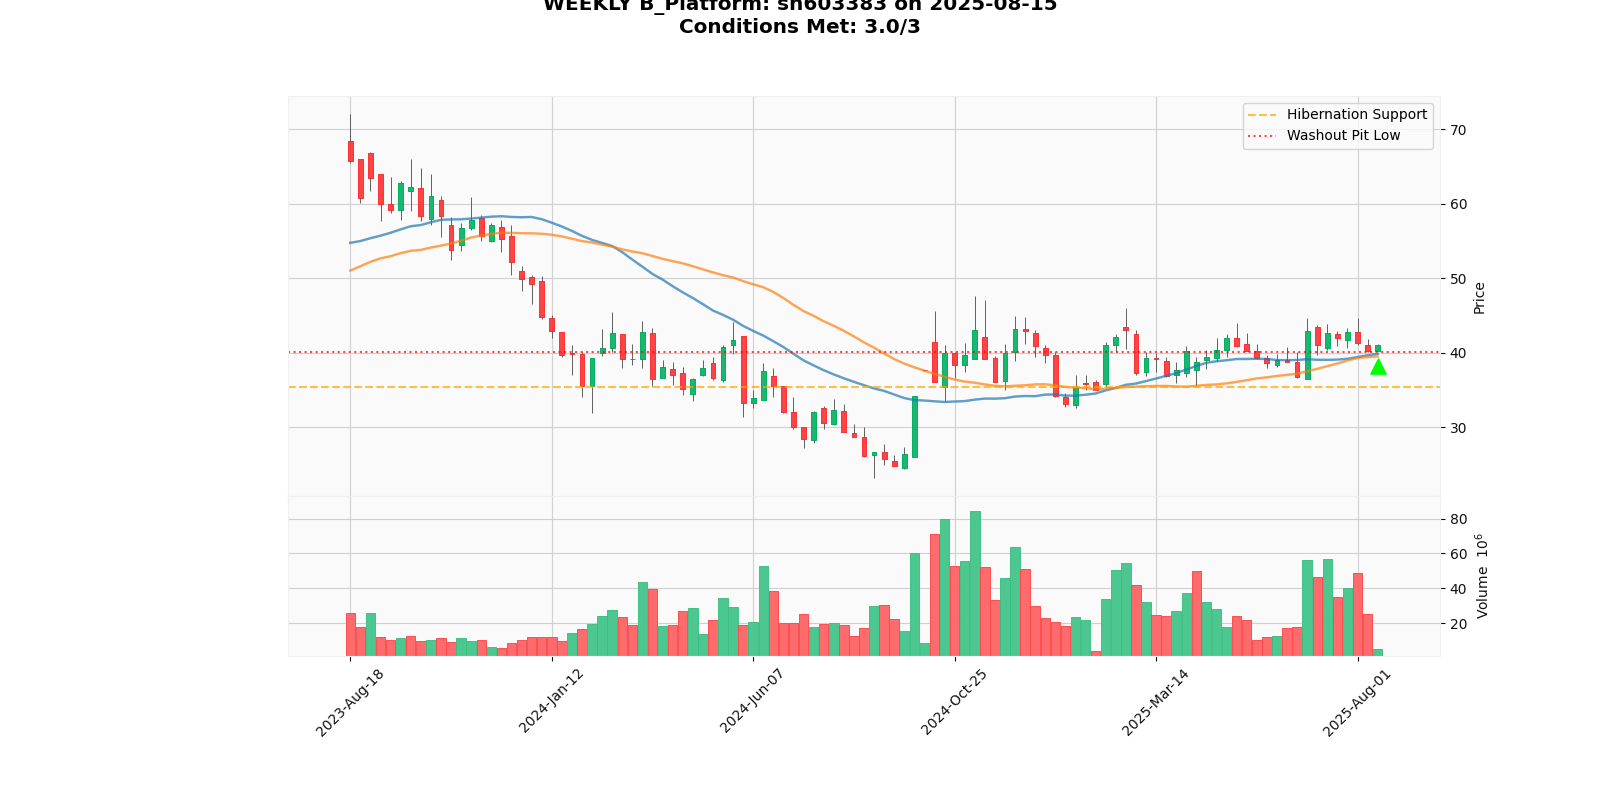 WEEKLY B_Platform: sh603383 on 2025-08-15
Conditions Met: 3.0/3
Hibernation Support
Washout Pit Low
70
60
50
40
30
Price
80
60
40
20
Volume 10^6
2023-Aug-18
2024-Jan-12
2024-Jun-07
2024-Oct-25
2025-Mar-14
2025-Aug-01